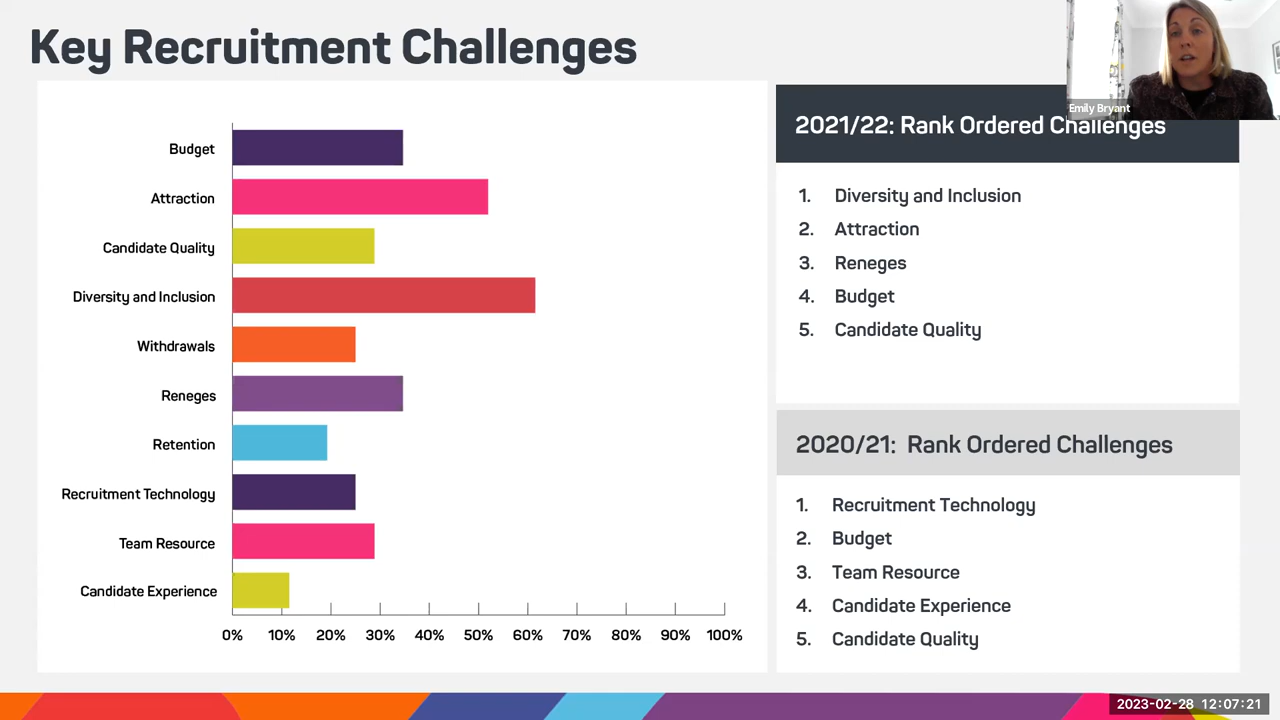 Key Recruitment Challenges
Emily Bryant
Budget
Attraction
Candidate Quality
Diversity and Inclusion
Withdrawals
Reneges
Retention
Recruitment Technology
Team Resource
Candidate Experience
0% 10% 20% 30% 40% 50% 60% 70% 80% 90% 100%
2021/22: Rank Ordered Challenges
1. Diversity and Inclusion
2. Attraction
3. Reneges
4. Budget
5. Candidate Quality
2020/21: Rank Ordered Challenges
1. Recruitment Technology
2. Budget
3. Team Resource
4. Candidate Experience
5. Candidate Quality
2023-02-28 12:07:21